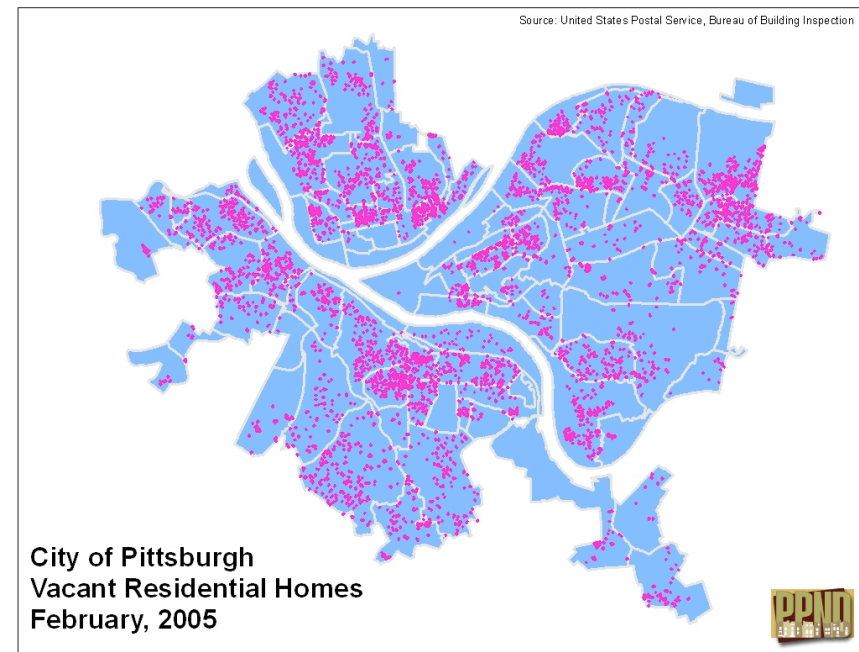 Source: United States Postal Service, Bureau of Building Inspection
City of Pittsburgh
Vacant Residential Homes
February, 2005
PPND